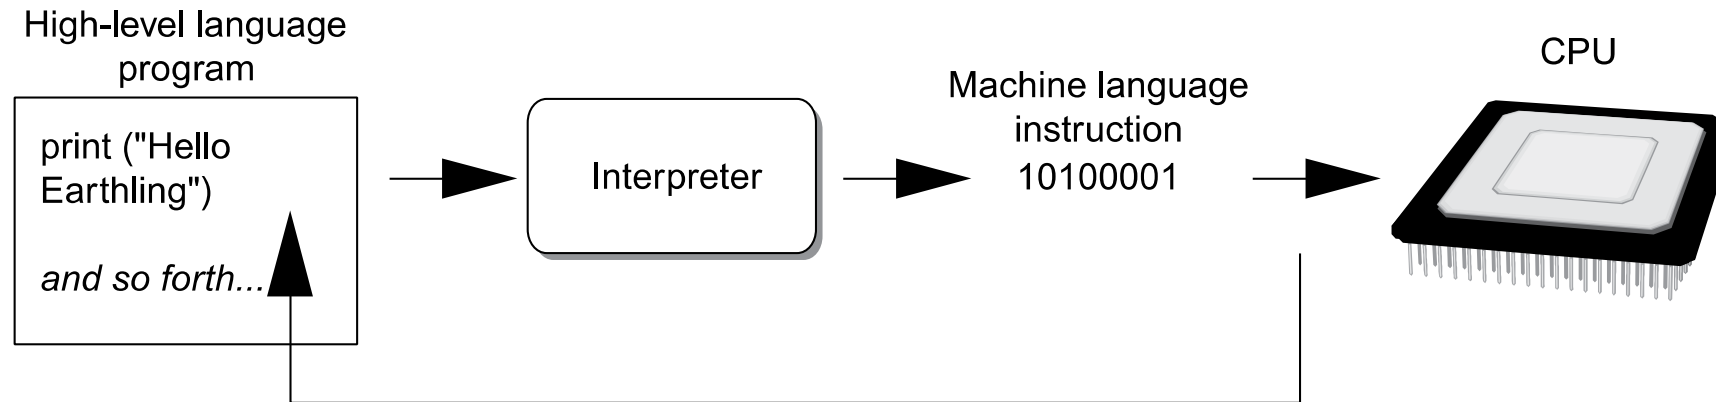 High-level language
program
print ("Hello
Earthling")
and so forth...
Interpreter
Machine language
instruction
10100001
CPU